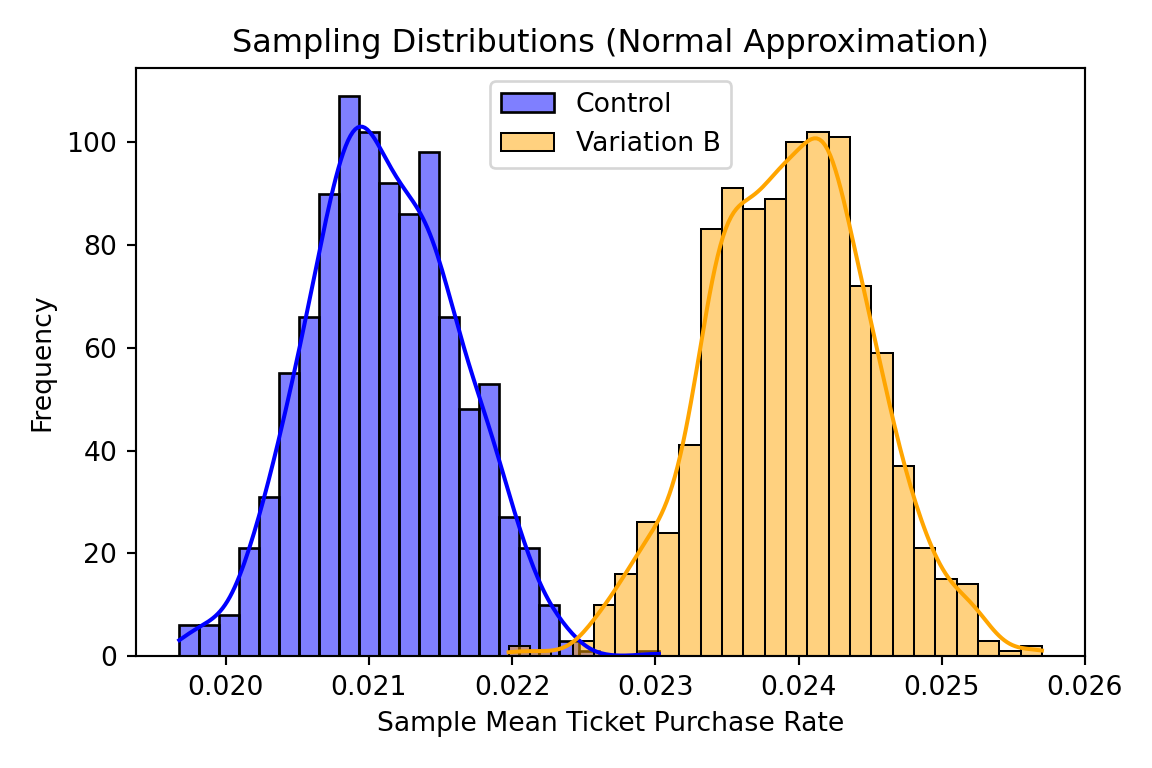 Sampling Distributions (Normal Approximation)
Control
Variation B
100
80
60
40
20
0
Frequency
0.020 0.021 0.022 0.023 0.024 0.025 0.026
Sample Mean Ticket Purchase Rate